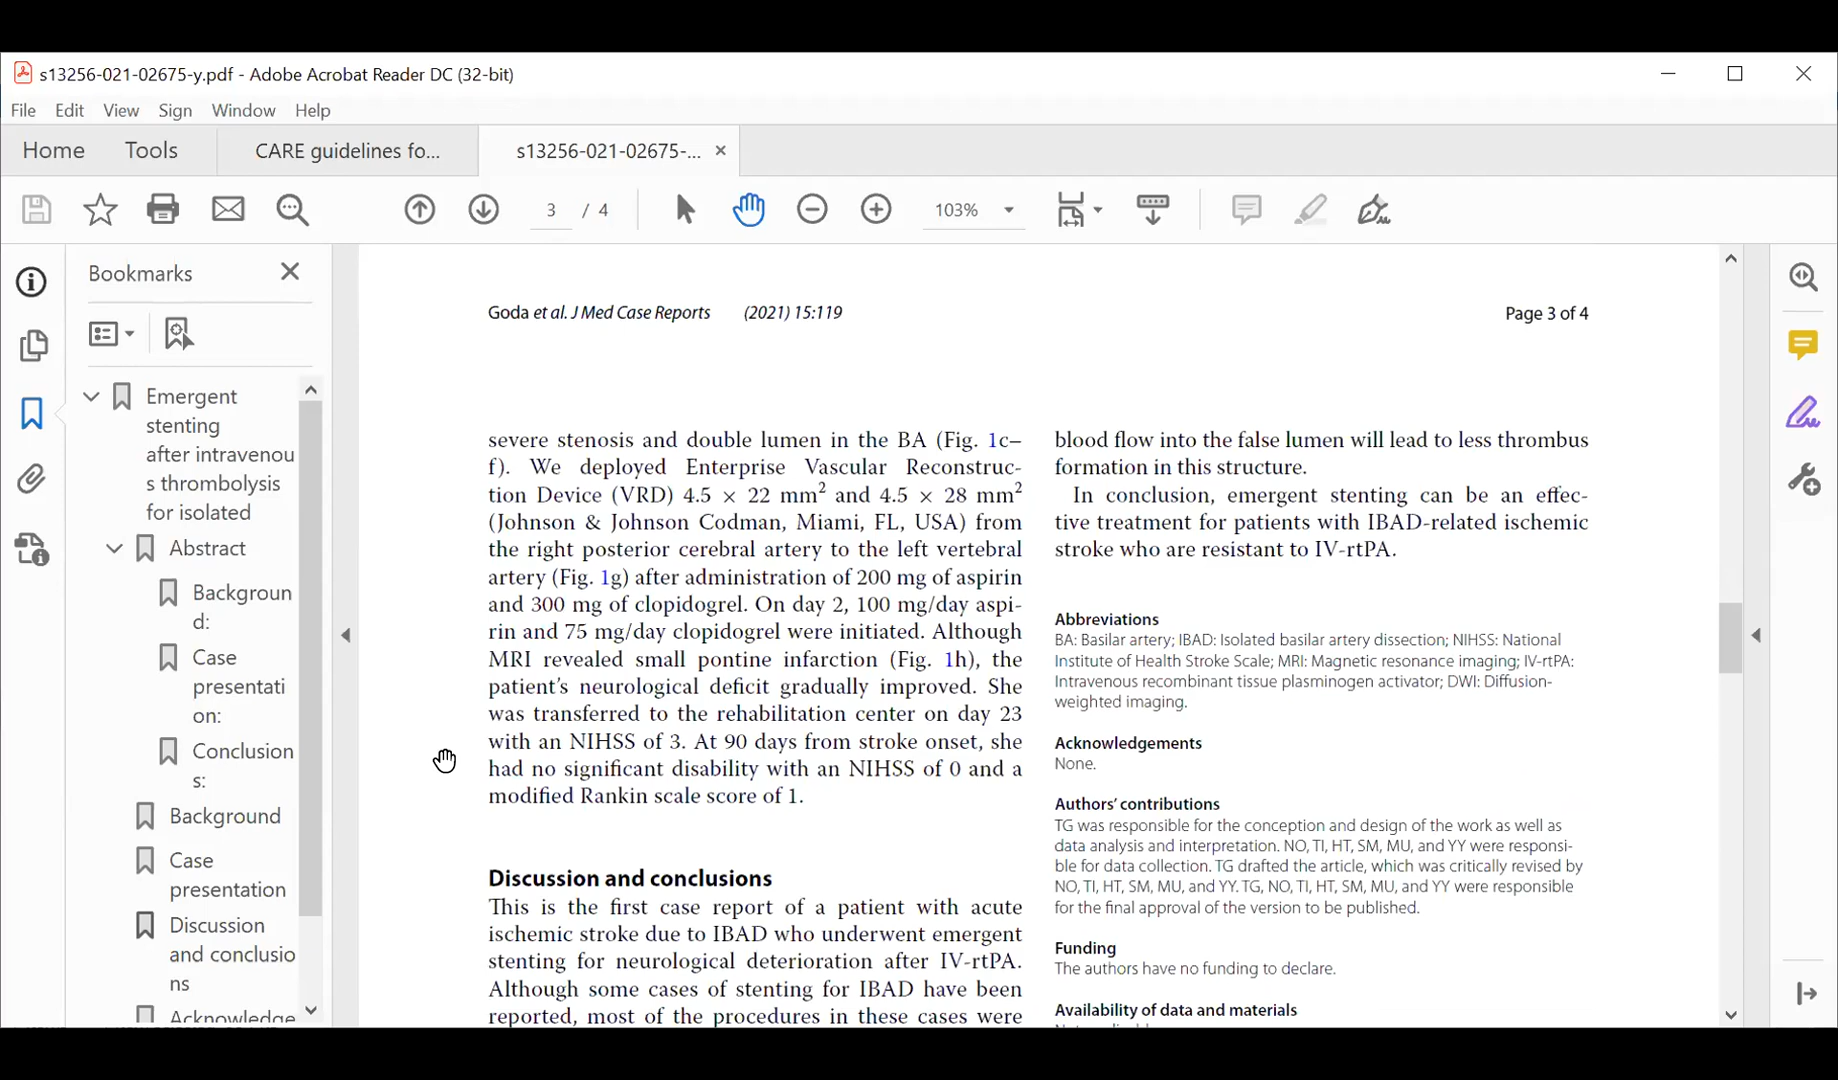 s13256-021-02675-y.pdf - Adobe Acrobat Reader DC (32-bit)
File Edit View Sign Window Help
Home Tools CARE guidelines fo... s13256-021-02675-...
3 / 4 103%
Bookmarks
Emergent
stenting
after intravenou
s thrombolysis
for isolated
Abstract
Backgroun
d:
Case
presentati
on:
Conclusion
s:
Background
Case
presentation
Discussion
and conclusio
ns
Acknowledge
Goda et al. J Med Case Reports (2021) 15:119 Page 3 of 4
severe stenosis and double lumen in the BA (Fig. 1c–
f). We deployed Enterprise Vascular Reconstruc-
tion Device (VRD) 4.5 × 22 mm² and 4.5 × 28 mm²
(Johnson & Johnson Codman, Miami, FL, USA) from
the right posterior cerebral artery to the left vertebral
artery (Fig. 1g) after administration of 200 mg of aspirin
and 300 mg of clopidogrel. On day 2, 100 mg/day aspi-
rin and 75 mg/day clopidogrel were initiated. Although
MRI revealed small pontine infarction (Fig. 1h), the
patient's neurological deficit gradually improved. She
was transferred to the rehabilitation center on day 23
with an NIHSS of 3. At 90 days from stroke onset, she
had no significant disability with an NIHSS of 0 and a
modified Rankin scale score of 1.
Discussion and conclusions
This is the first case report of a patient with acute
ischemic stroke due to IBAD who underwent emergent
stenting for neurological deterioration after IV-rtPA.
Although some cases of stenting for IBAD have been
reported, most of the procedures in these cases were
blood flow into the false lumen will lead to less thrombus
formation in this structure.
In conclusion, emergent stenting can be an effec-
tive treatment for patients with IBAD-related ischemic
stroke who are resistant to IV-rtPA.
Abbreviations
BA: Basilar artery; IBAD: Isolated basilar artery dissection; NIHSS: National
Institute of Health Stroke Scale; MRI: Magnetic resonance imaging; IV-rtPA:
Intravenous recombinant tissue plasminogen activator; DWI: Diffusion-
weighted imaging.
Acknowledgements
None.
Authors' contributions
TG was responsible for the conception and design of the work as well as
data analysis and interpretation. NO, TI, HT, SM, MU, and YY were responsi-
ble for data collection. TG drafted the article, which was critically revised by
NO, TI, HT, SM, MU, and YY. TG, NO, TI, HT, SM, MU, and YY were responsible
for the final approval of the version to be published.
Funding
The authors have no funding to declare.
Availability of data and materials